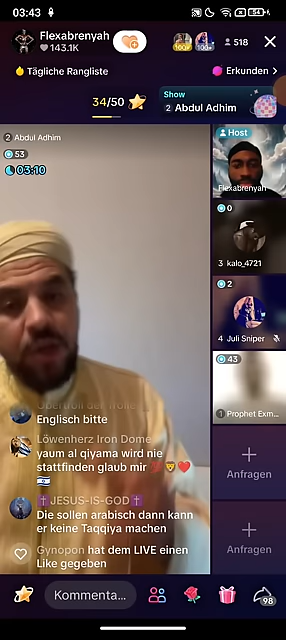 03:43
54
Flexabrenyah
143.1K
100+
100+
518
Tägliche Rangliste
Erkunden >
34/50
Show
2 Abdul Adhim
2 Abdul Adhim
53
03:10
Host
Flexabrenyah
0
3 kalo_4721
2
4 Juli Sniper
43
1 Prophet Exm...
+
Anfragen
+
Anfragen
Englisch bitte
Löwenherz Iron Dome
yaum al qiyama wird nie
stattfinden glaub mir 💯🦁❤️
🇮🇱
✝️JESUS-IS-GOD✝️
Die sollen arabisch dann kann
er keine Taqqiya machen
Gynopon hat dem LIVE einen
Like gegeben
Kommenta...
98